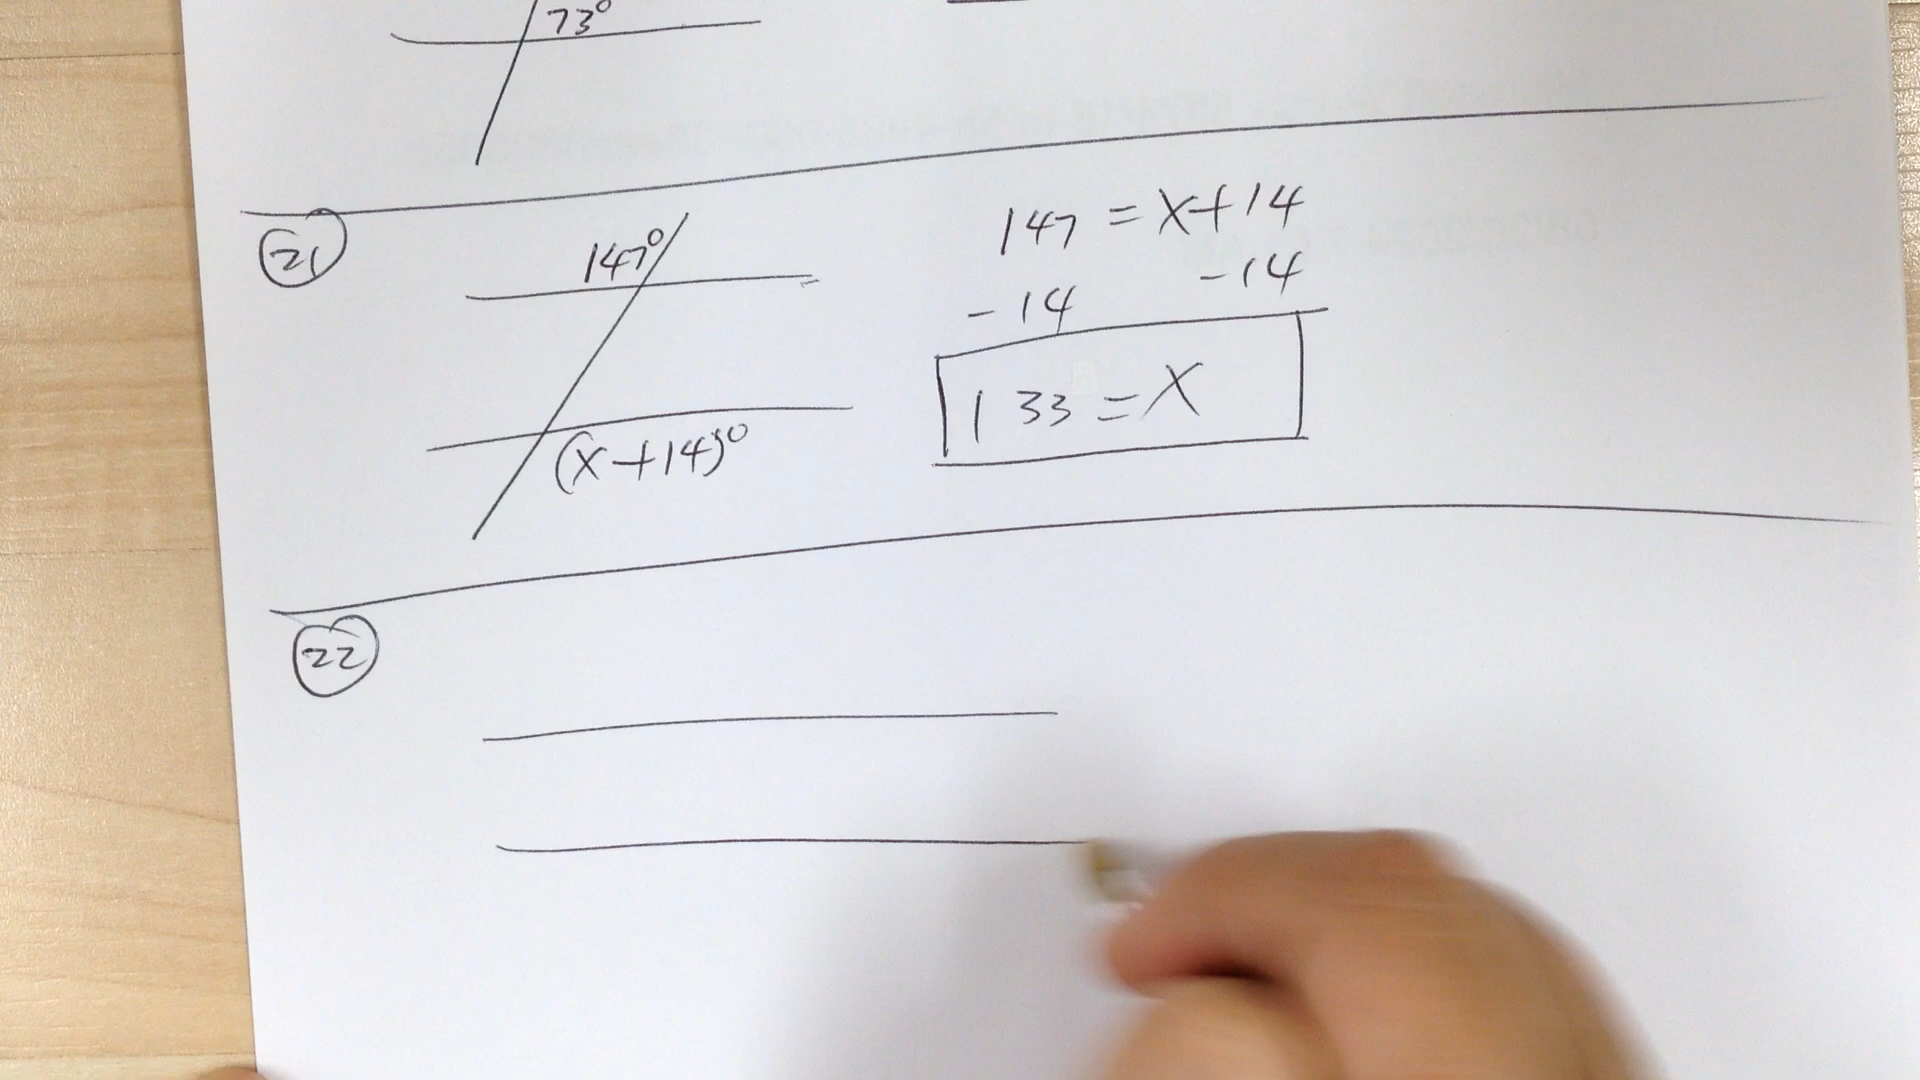 73°
21
147°
(x+14)°
147 = x+14
-14 -14
133 = x
22